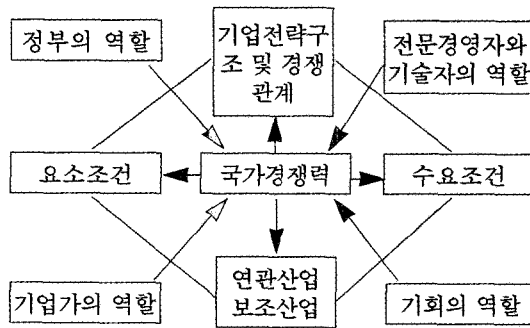 정부의 역할
기업전략구
조 및 경쟁
관계
전문경영자와
기술자의 역할
요소조건
국가경쟁력
수요조건
기업가의 역할
연관산업
보조산업
기회의 역할